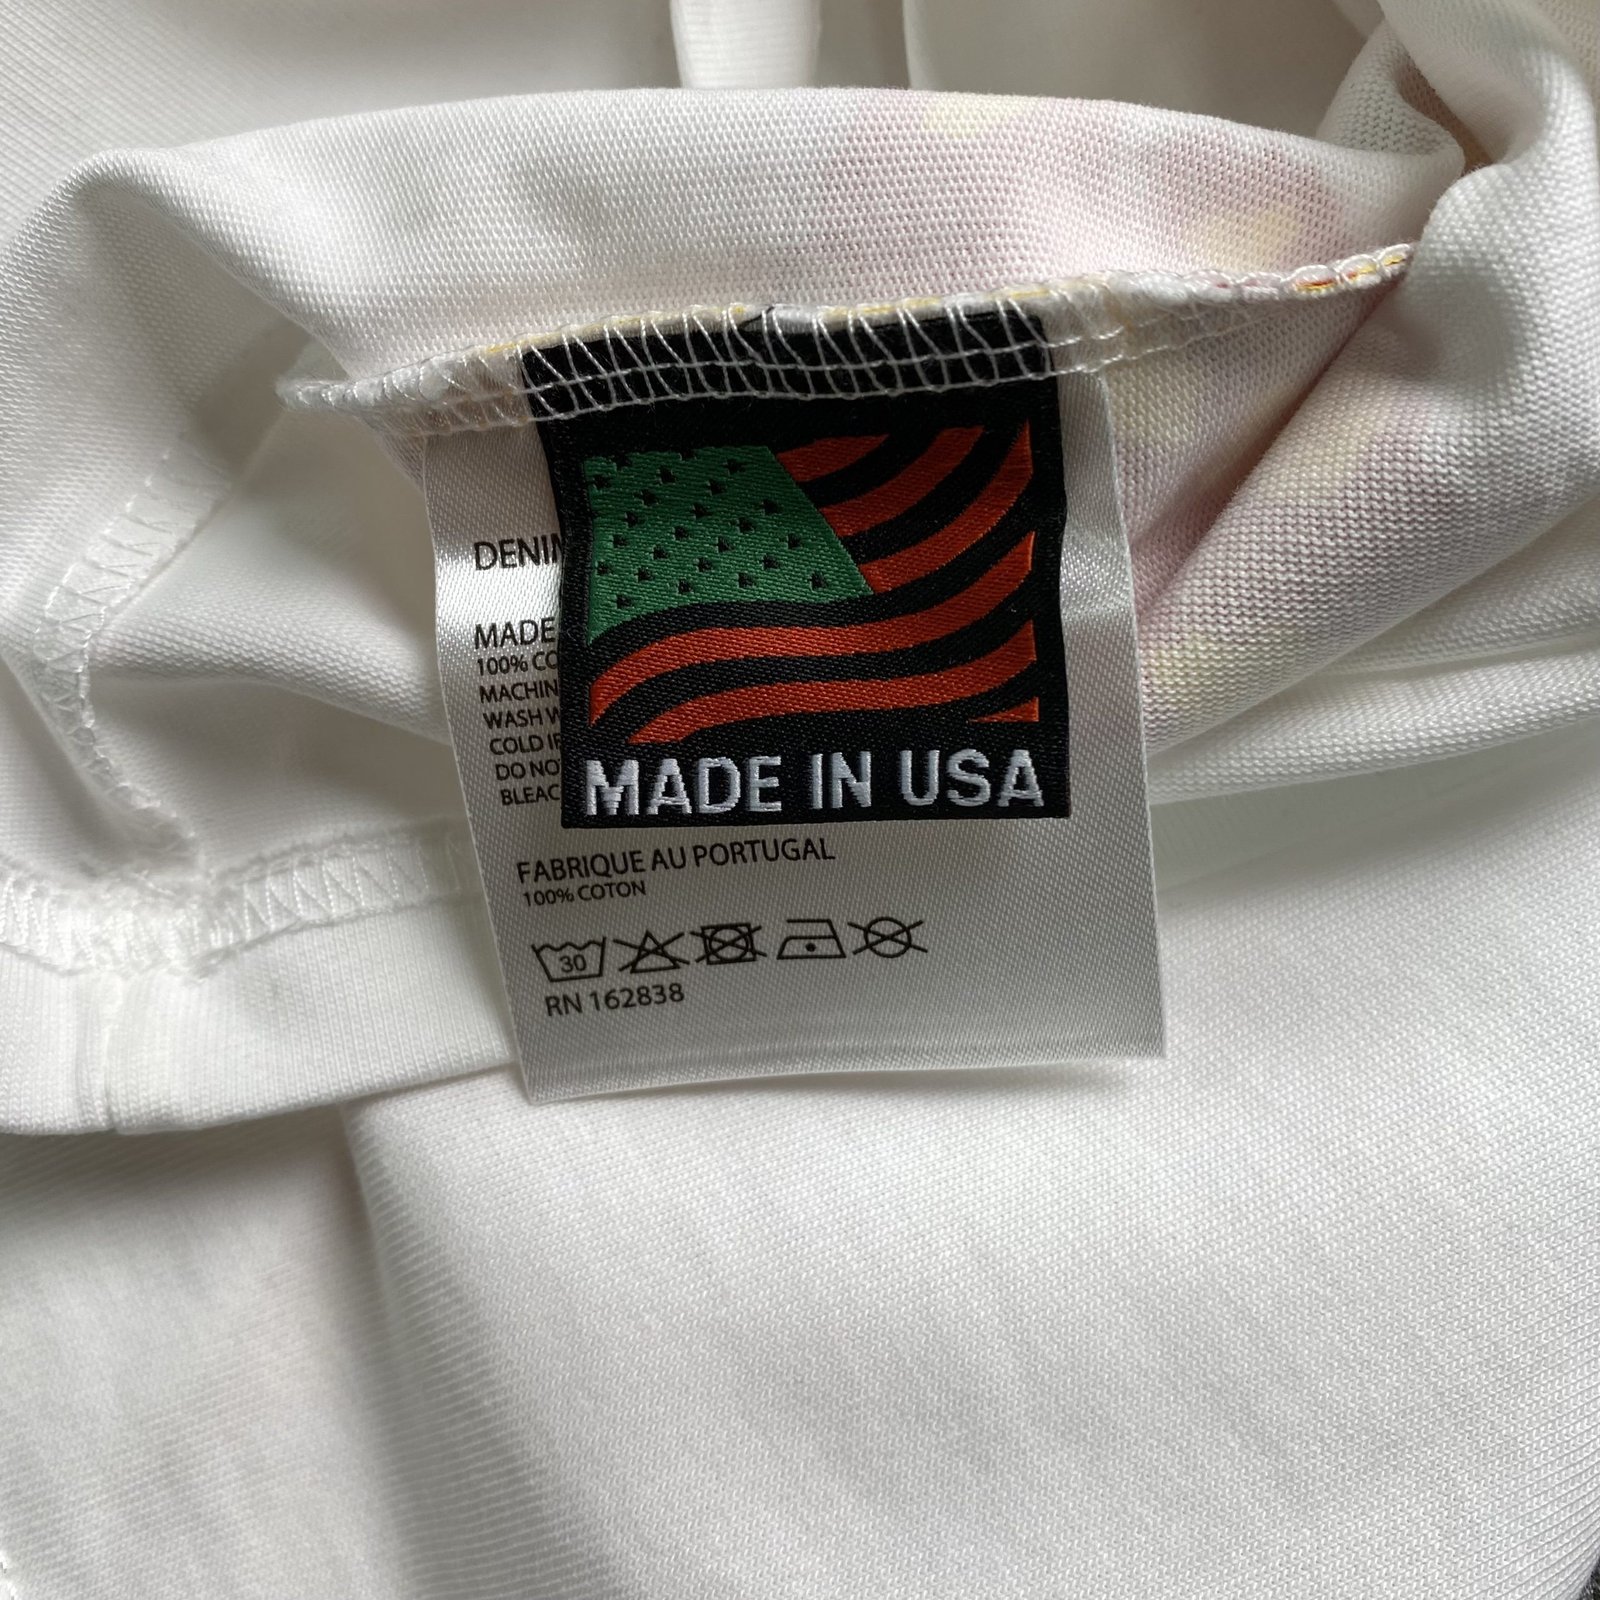 DENIM
MADE
100% CO
MACHIN
WASH W
COLD IF
DO NO
BLEAC
MADE IN USA
FABRIQUE AU PORTUGAL
100% COTON
30
RN 162838